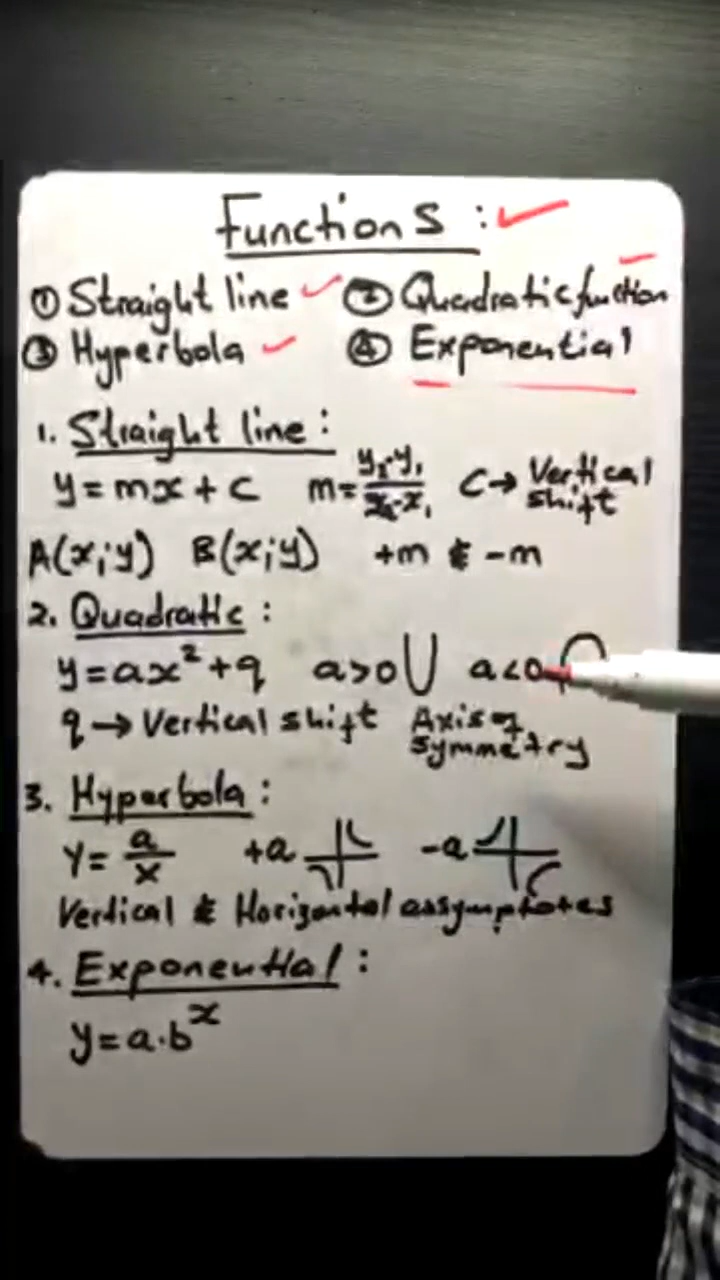 Functions :
① Straight line ② Quadratic function
③ Hyperbola ④ Exponential
1. Straight line :
y = mx + c m = y₂-y₁/x₂-x₁ C → Vertical shift
A(x;y) B(x;y) +m & -m
2. Quadratic :
y = ax² + q a>0 a<0
q → Vertical shift Axis of symmetry
3. Hyperbola :
y = a/x +a -a
Vertical & Horizontal assymptotes
4. Exponential :
y = a.b^x